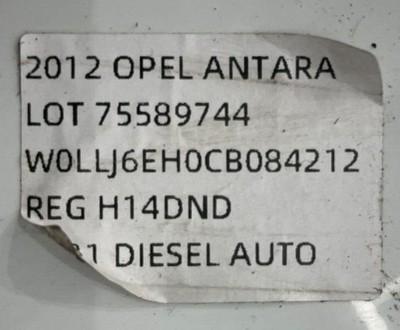 2012 OPEL ANTARA
LOT 75589744
W0LLJ6EH0CB084212
REG H14DND
DIESEL AUTO